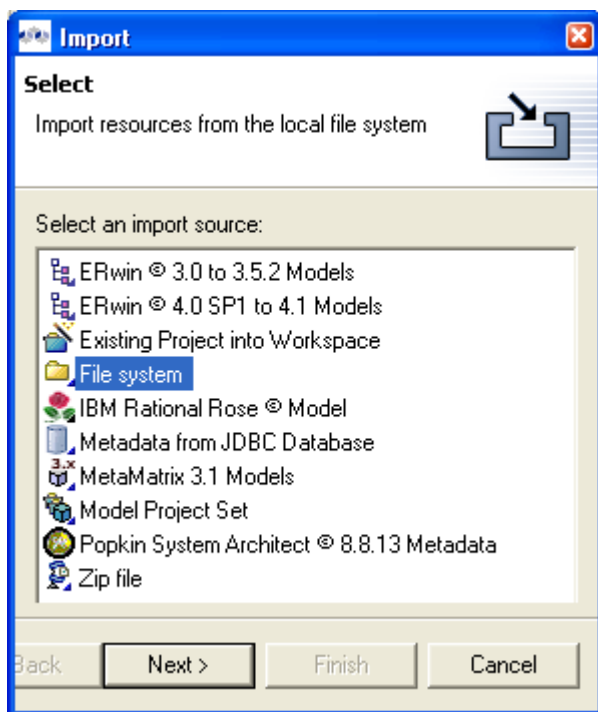 Import
Select
Import resources from the local file system
Select an import source:
ERwin © 3.0 to 3.5.2 Models
ERwin © 4.0 SP1 to 4.1 Models
Existing Project into Workspace
File system
IBM Rational Rose © Model
Metadata from JDBC Database
3.x
MetaMatrix 3.1 Models
Model Project Set
Popkin System Architect © 8.8.13 Metadata
Zip file
Back Next > Finish Cancel